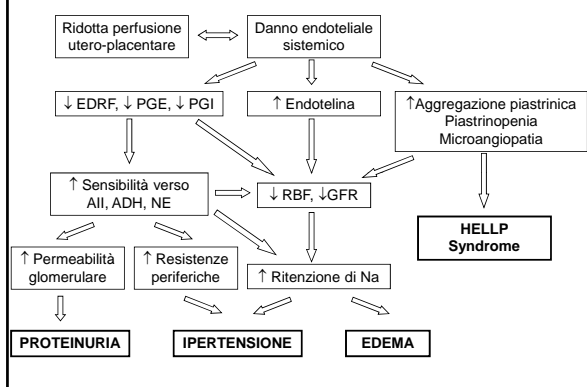 Ridotta perfusione
utero-placentare
Danno endoteliale
sistemico
↓ EDRF, ↓ PGE, ↓ PGI
↑ Endotelina
↑Aggregazione piastrinica
Piastrinopenia
Microangiopatia
↑ Sensibilità verso
AII, ADH, NE
↓ RBF, ↓GFR
HELLP
Syndrome
↑ Permeabilità
glomerulare
↑ Resistenze
periferiche
↑ Ritenzione di Na
PROTEINURIA
IPERTENSIONE
EDEMA